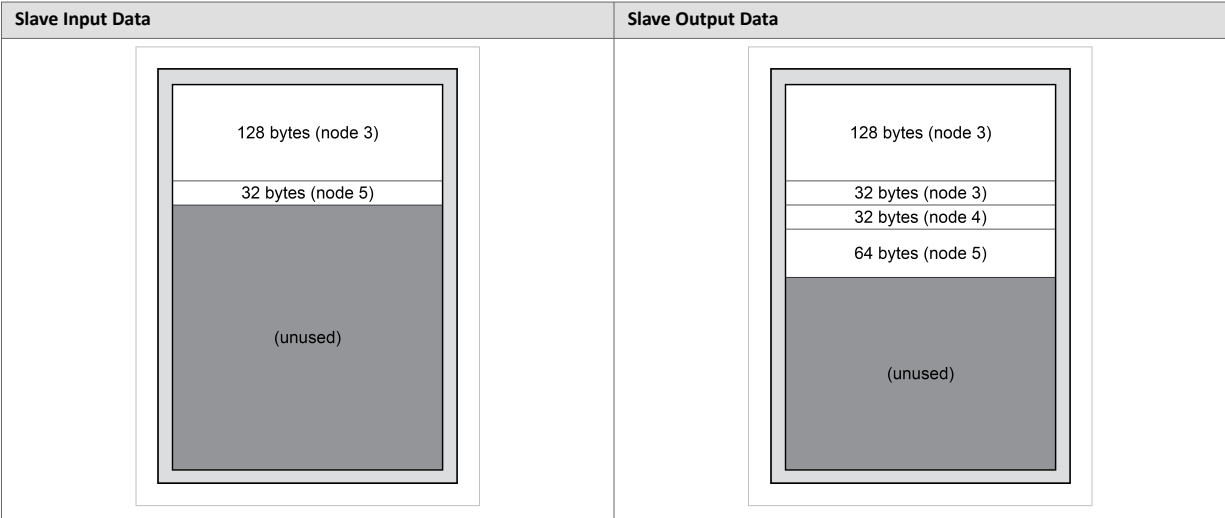 Slave Input Data
Slave Output Data
128 bytes (node 3)
32 bytes (node 5)
(unused)
128 bytes (node 3)
32 bytes (node 3)
32 bytes (node 4)
64 bytes (node 5)
(unused)